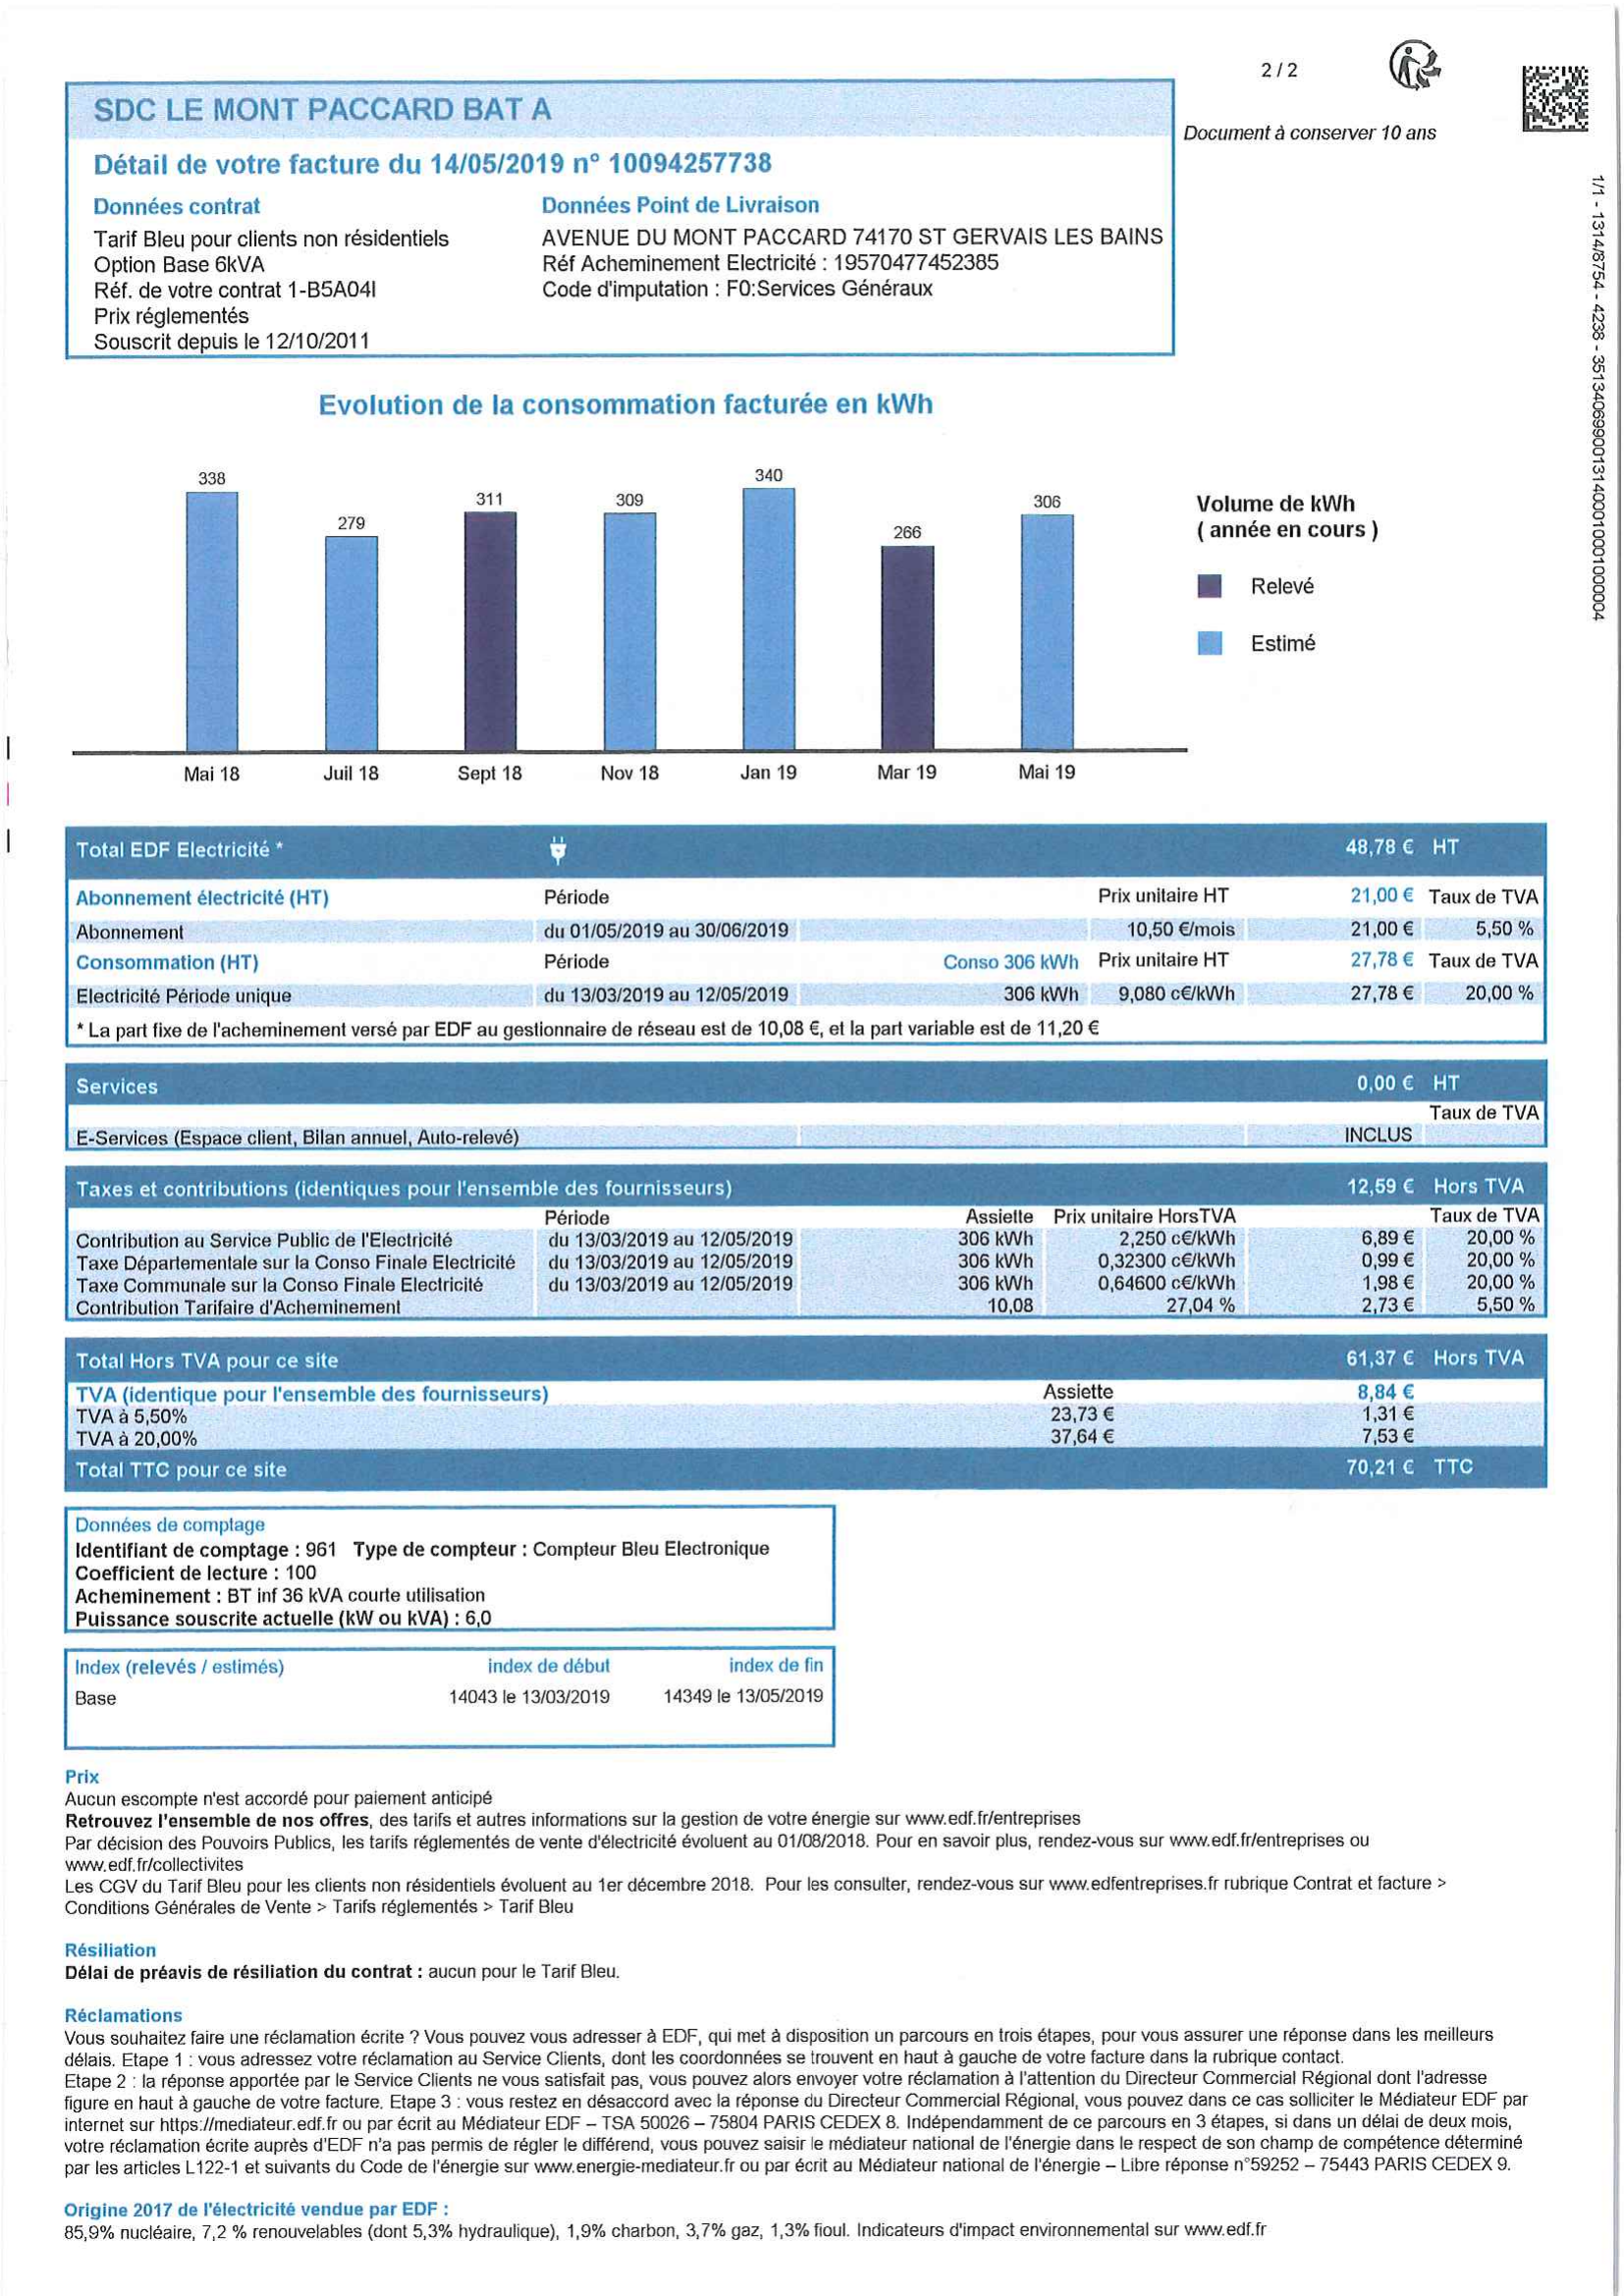 2 / 2
Document à conserver 10 ans
SDC LE MONT PACCARD BAT A
Détail de votre facture du 14/05/2019 n° 10094257738
Données contrat
Tarif Bleu pour clients non résidentiels
Option Base 6kVA
Réf. de votre contrat 1-B5A04I
Prix réglementés
Souscrit depuis le 12/10/2011
Données Point de Livraison
AVENUE DU MONT PACCARD 74170 ST GERVAIS LES BAINS
Réf Acheminement Electricité : 19570477452385
Code d'imputation : F0:Services Généraux
Evolution de la consommation facturée en kWh
338 279 311 309 340 266 306
Mai 18 Juil 18 Sept 18 Nov 18 Jan 19 Mar 19 Mai 19
Volume de kWh
( année en cours )
Relevé
Estimé
Total EDF Electricité * 48,78 € HT
Abonnement électricité (HT) Période Prix unitaire HT 21,00 € Taux de TVA
Abonnement du 01/05/2019 au 30/06/2019 10,50 €/mois 21,00 € 5,50 %
Consommation (HT) Période Conso 306 kWh Prix unitaire HT 27,78 € Taux de TVA
Electricité Période unique du 13/03/2019 au 12/05/2019 306 kWh 9,080 c€/kWh 27,78 € 20,00 %
* La part fixe de l'acheminement versé par EDF au gestionnaire de réseau est de 10,08 €, et la part variable est de 11,20 €
Services 0,00 € HT
Taux de TVA
E-Services (Espace client, Bilan annuel, Auto-relevé) INCLUS
Taxes et contributions (identiques pour l'ensemble des fournisseurs) 12,59 € Hors TVA
Période Assiette Prix unitaire HorsTVA Taux de TVA
Contribution au Service Public de l'Electricité du 13/03/2019 au 12/05/2019 306 kWh 2,250 c€/kWh 6,89 € 20,00 %
Taxe Départementale sur la Conso Finale Electricité du 13/03/2019 au 12/05/2019 306 kWh 0,32300 c€/kWh 0,99 € 20,00 %
Taxe Communale sur la Conso Finale Electricité du 13/03/2019 au 12/05/2019 306 kWh 0,64600 c€/kWh 1,98 € 20,00 %
Contribution Tarifaire d'Acheminement 10,08 27,04 % 2,73 € 5,50 %
Total Hors TVA pour ce site 61,37 € Hors TVA
TVA (identique pour l'ensemble des fournisseurs) Assiette 8,84 €
TVA à 5,50% 23,73 € 1,31 €
TVA à 20,00% 37,64 € 7,53 €
Total TTC pour ce site 70,21 € TTC
Données de comptage
Identifiant de comptage : 961 Type de compteur : Compteur Bleu Electronique
Coefficient de lecture : 100
Acheminement : BT inf 36 kVA courte utilisation
Puissance souscrite actuelle (kW ou kVA) : 6,0
Index (relevés / estimés) index de début index de fin
Base 14043 le 13/03/2019 14349 le 13/05/2019
Prix
Aucun escompte n'est accordé pour paiement anticipé
Retrouvez l'ensemble de nos offres, des tarifs et autres informations sur la gestion de votre énergie sur www.edf.fr/entreprises
Par décision des Pouvoirs Publics, les tarifs réglementés de vente d'électricité évoluent au 01/08/2018. Pour en savoir plus, rendez-vous sur www.edf.fr/entreprises ou
www.edf.fr/collectivites
Les CGV du Tarif Bleu pour les clients non résidentiels évoluent au 1er décembre 2018. Pour les consulter, rendez-vous sur www.edfentreprises.fr rubrique Contrat et facture >
Conditions Générales de Vente > Tarifs réglementés > Tarif Bleu
Résiliation
Délai de préavis de résiliation du contrat : aucun pour le Tarif Bleu.
Réclamations
Vous souhaitez faire une réclamation écrite ? Vous pouvez vous adresser à EDF, qui met à disposition un parcours en trois étapes, pour vous assurer une réponse dans les meilleurs
délais. Etape 1 : vous adressez votre réclamation au Service Clients, dont les coordonnées se trouvent en haut à gauche de votre facture dans la rubrique contact.
Etape 2 : la réponse apportée par le Service Clients ne vous satisfait pas, vous pouvez alors envoyer votre réclamation à l'attention du Directeur Commercial Régional dont l'adresse
figure en haut à gauche de votre facture. Etape 3 : vous restez en désaccord avec la réponse du Directeur Commercial Régional, vous pouvez dans ce cas solliciter le Médiateur EDF par
internet sur https://mediateur.edf.fr ou par écrit au Médiateur EDF – TSA 50026 – 75804 PARIS CEDEX 8. Indépendamment de ce parcours en 3 étapes, si dans un délai de deux mois,
votre réclamation écrite auprès d'EDF n'a pas permis de régler le différend, vous pouvez saisir le médiateur national de l'énergie dans le respect de son champ de compétence déterminé
par les articles L122-1 et suivants du Code de l'énergie sur www.energie-mediateur.fr ou par écrit au Médiateur national de l'énergie – Libre réponse n°59252 – 75443 PARIS CEDEX 9.
Origine 2017 de l'électricité vendue par EDF :
85,9% nucléaire, 7,2 % renouvelables (dont 5,3% hydraulique), 1,9% charbon, 3,7% gaz, 1,3% fioul. Indicateurs d'impact environnemental sur www.edf.fr